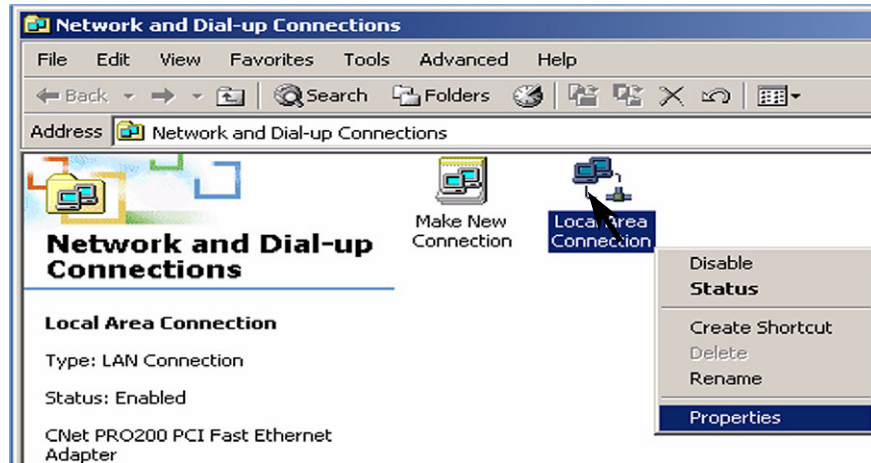 Network and Dial-up Connections
File Edit View Favorites Tools Advanced Help
Back Search Folders
Address Network and Dial-up Connections
Make New
Connection
Local Area
Connection
Network and Dial-up
Connections
Local Area Connection
Type: LAN Connection
Status: Enabled
CNet PRO200 PCI Fast Ethernet
Adapter
Disable
Status
Create Shortcut
Delete
Rename
Properties